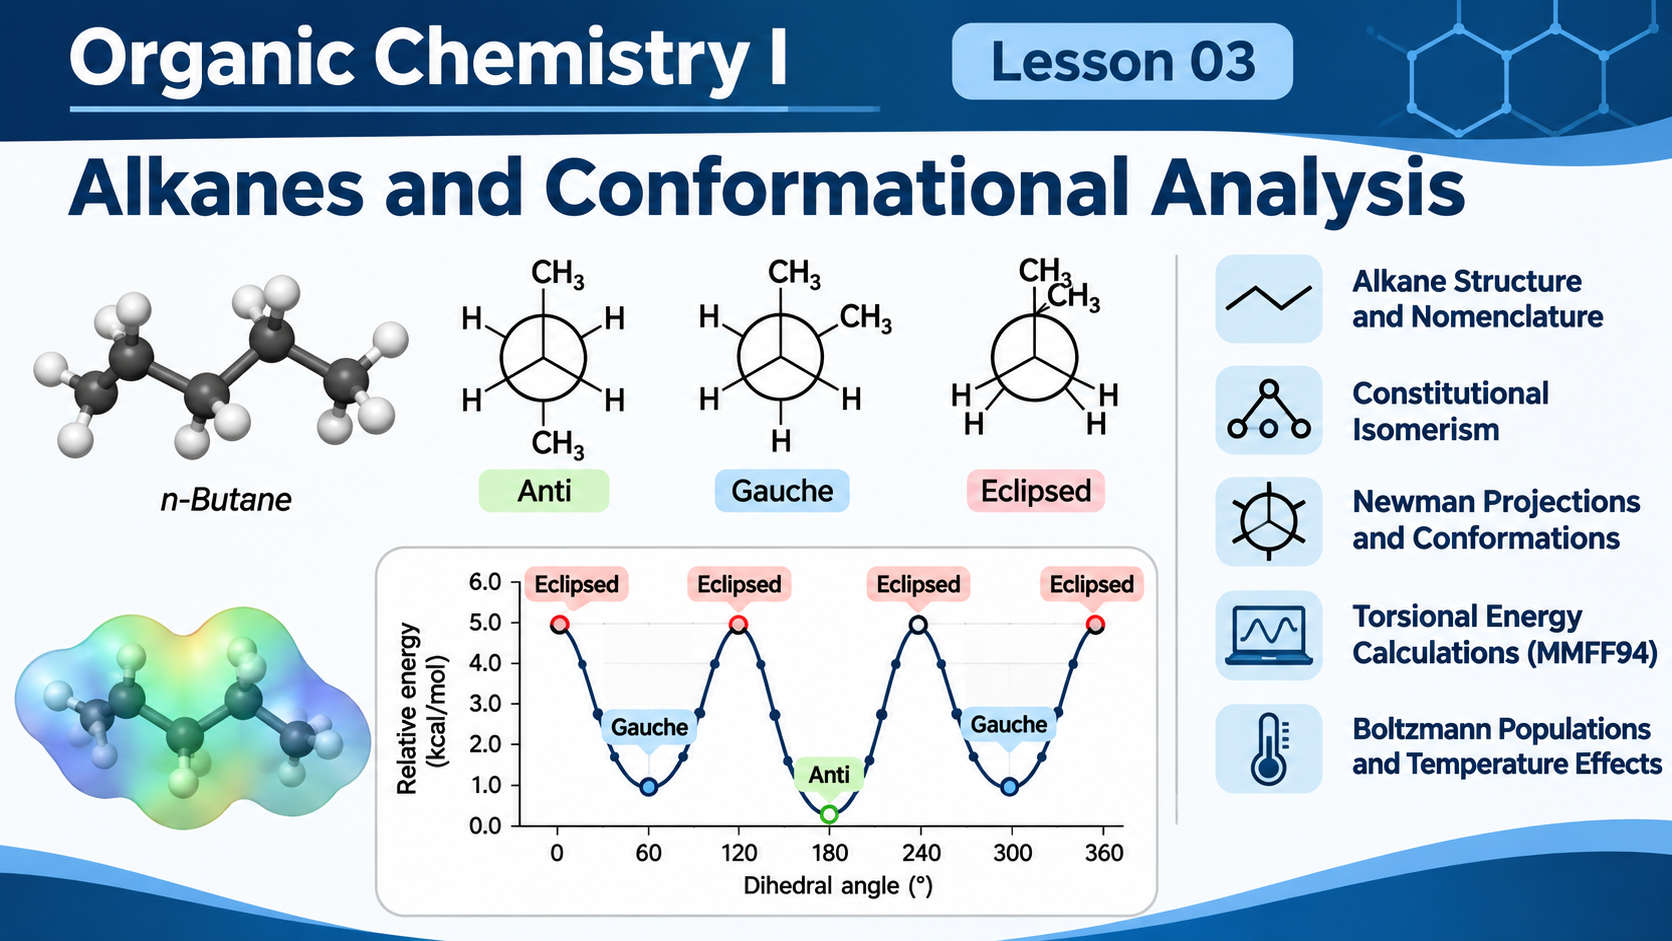 Organic Chemistry I
Lesson 03
Alkanes and Conformational Analysis
n-Butane
CH₃
H H
H H
CH₃
Anti
CH₃
H CH₃
H H
H
Gauche
CH₃
CH₃
H H
H H
Eclipsed
Relative energy
(kcal/mol)
6.0
5.0
4.0
3.0
2.0
1.0
0.0
Eclipsed Eclipsed Eclipsed Eclipsed
Gauche Gauche
Anti
0 60 120 180 240 300 360
Dihedral angle (°)
Alkane Structure
and Nomenclature
Constitutional
Isomerism
Newman Projections
and Conformations
Torsional Energy
Calculations (MMFF94)
Boltzmann Populations
and Temperature Effects